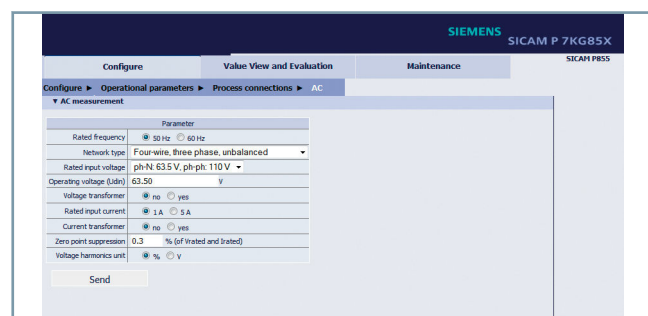 SIEMENS
SICAM P 7KG85X
Configure Value View and Evaluation Maintenance
SICAM P855
Configure ► Operational parameters ► Process connections ► AC
▼ AC measurement
Parameter
Rated frequency 50 Hz 60 Hz
Network type Four-wire, three phase, unbalanced
Rated input voltage ph-N: 63.5 V, ph-ph: 110 V
Operating voltage (Udin) 63.50 V
Voltage transformer no yes
Rated input current 1 A 5 A
Current transformer no yes
Zero point suppression 0.3 % (of Vrated and Irated)
Voltage harmonics unit % V
Send